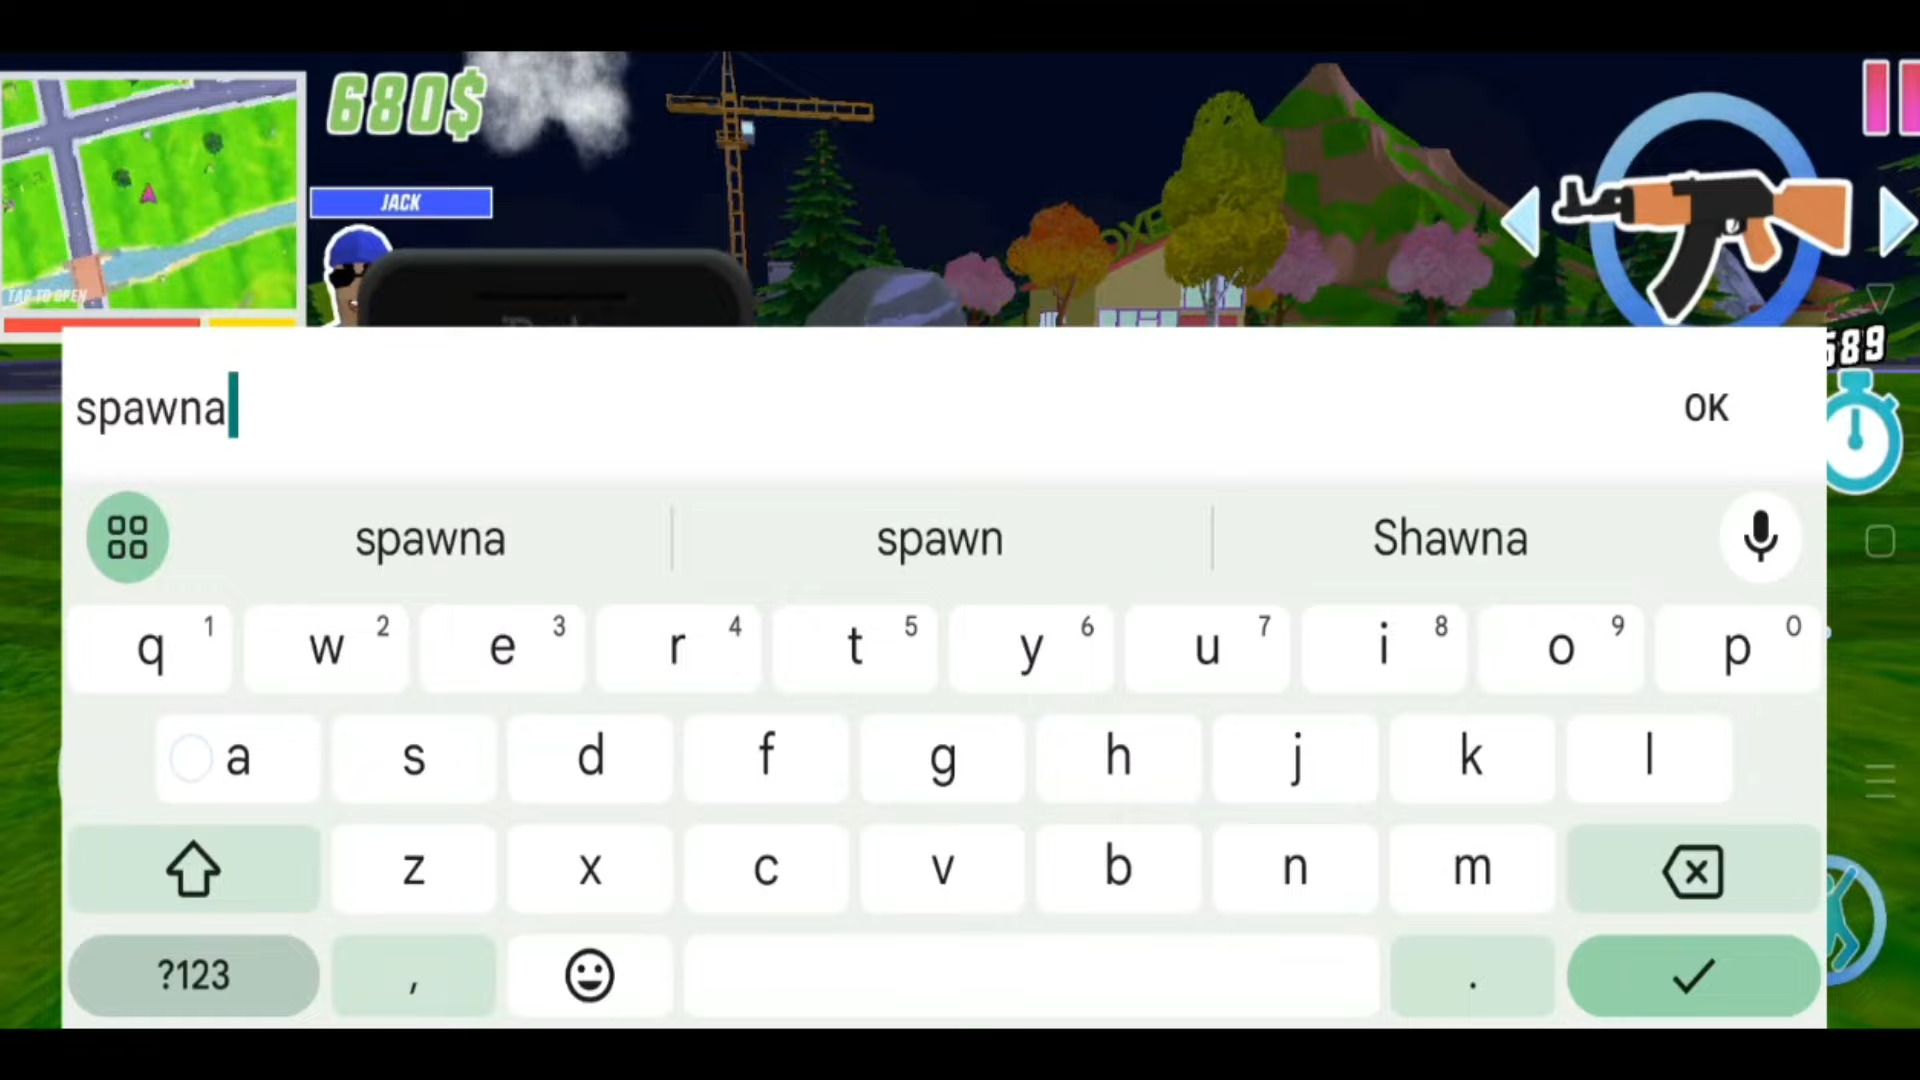 680$
JACK
TAP TO OPEN
589
spawna
OK
spawna spawn Shawna
q 1 w 2 e 3 r 4 t 5 y 6 u 7 i 8 o 9 p 0
a s d f g h j k l
z x c v b n m
?123 , .